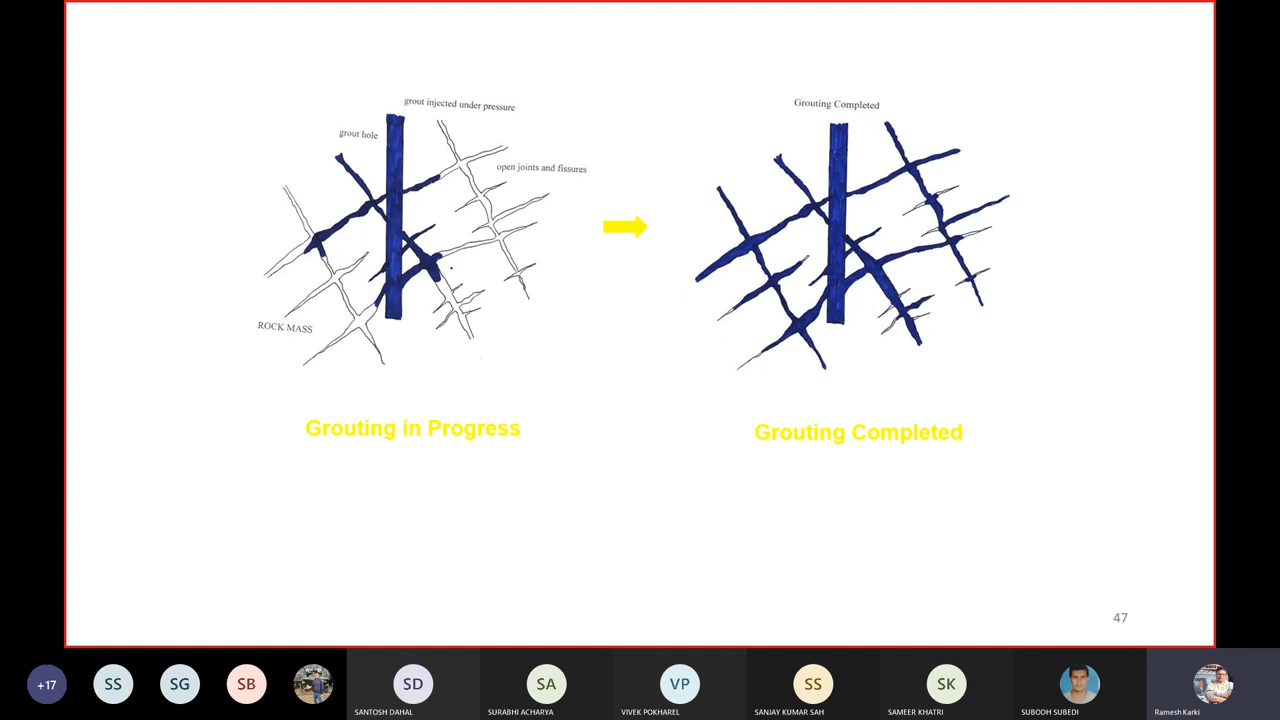 grout injected under pressure
grout hole
open joints and fissures
ROCK MASS
Grouting Completed
Grouting in Progress
Grouting Completed
47
+17
SS
SG
SB
SD
SA
VP
SS
SK
SANTOSH DAHAL
SURABHI ACHARYA
VIVEK POKHAREL
SANJAY KUMAR SAH
SAMEER KHATRI
SUBODH SUBEDI
Ramesh Karki